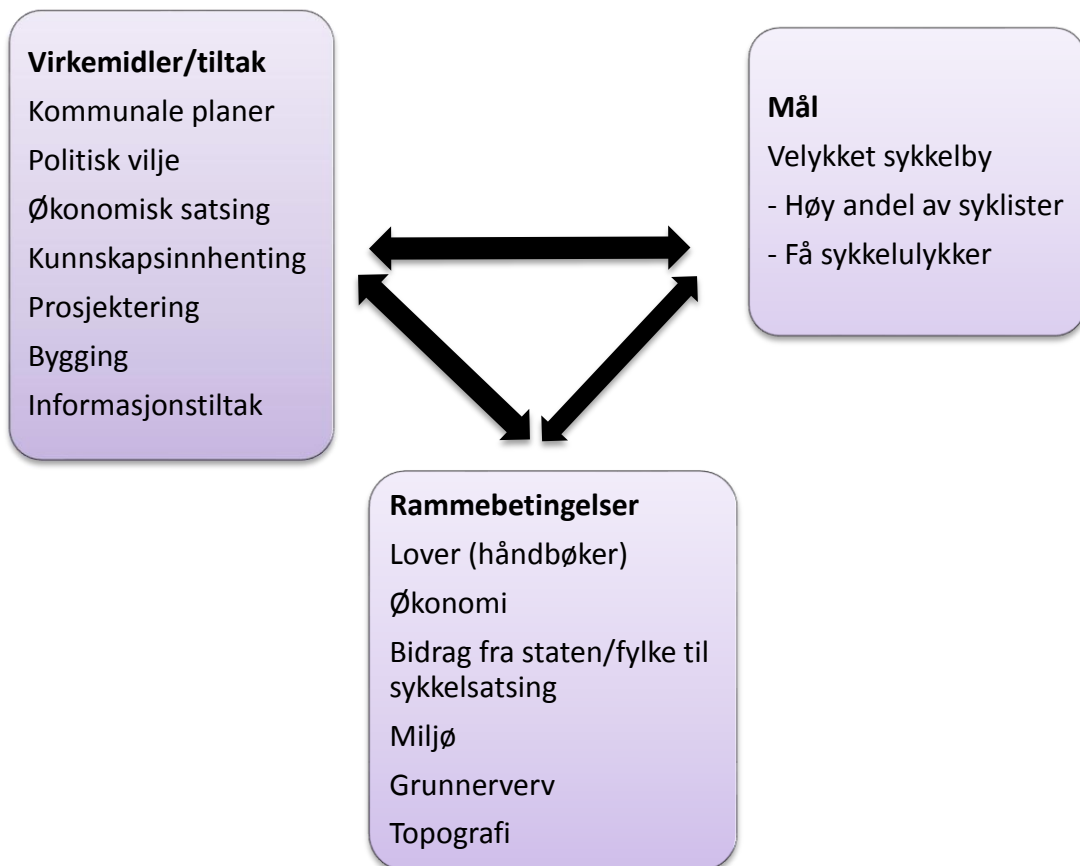 Virkemidler/tiltak
Kommunale planer
Politisk vilje
Økonomisk satsing
Kunnskapsinnhenting
Prosjektering
Bygging
Informasjonstiltak
Mål
Velykket sykkelby
- Høy andel av syklister
- Få sykkelulykker
Rammebetingelser
Lover (håndbøker)
Økonomi
Bidrag fra staten/fylke til
sykkelsatsing
Miljø
Grunnerverv
Topografi